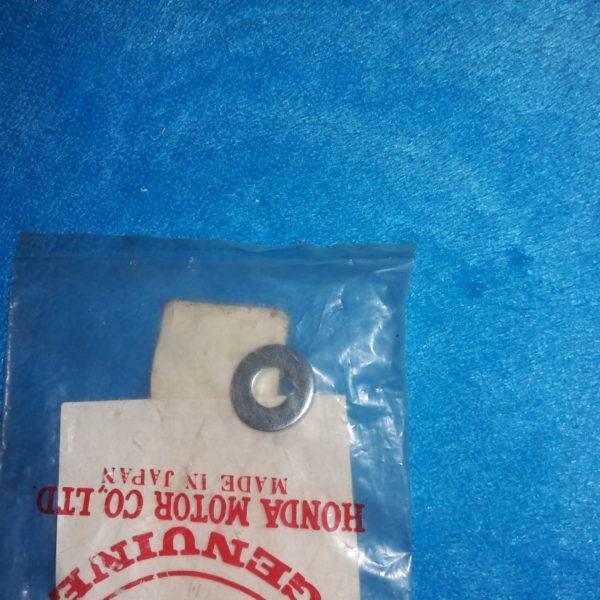 GENUINE
HONDA MOTOR CO.,LTD.
MADE IN JAPAN